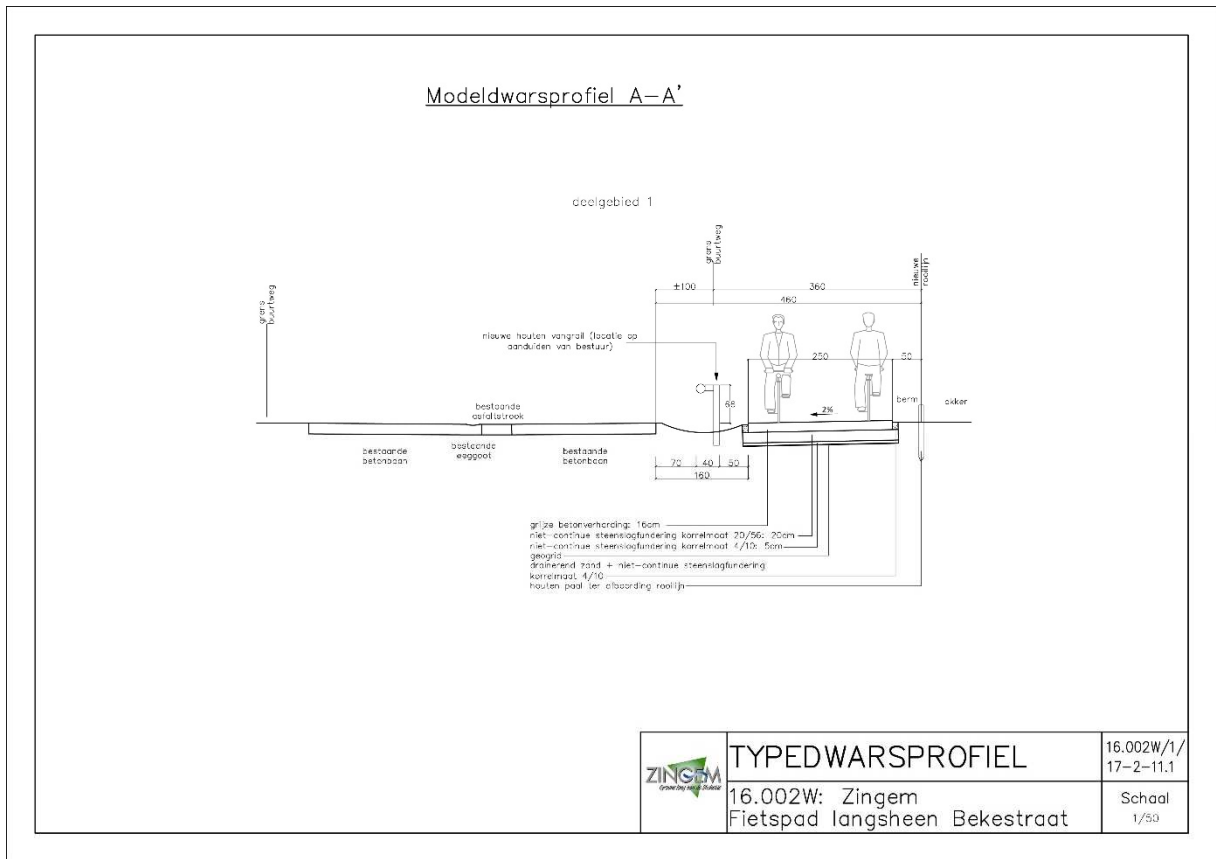 Modeldwarsprofiel A-A'
deelgebied 1
grens
buurtweg
grens
buurtweg
nieuwe
rooilijn
±100
360
460
nieuwe houten vangrail (locatie op
aanduiden van bestuur)
250
50
68
2%
berm
akker
bestaande
asfaltstrook
bestaande
betonbaan
bestaande
weggoot
bestaande
betonbaan
70
40
50
160
grijze betonverharding: 16cm
niet-continue steenslagfundering korrelmaat 20/56: 20cm
niet-continue steenslagfundering korrelmaat 4/10: 5cm
geogrid
drainerend zand + niet-continue steenslagfundering
korrelmaat 4/10
houten paal ter afboording rooilijn
ZINGEM
TYPEDWARSPROFIEL
16.002W/1/
17-2-11.1
16.002W: Zingem
Fietspad langsheen Bekestraat
Schaal
1/50